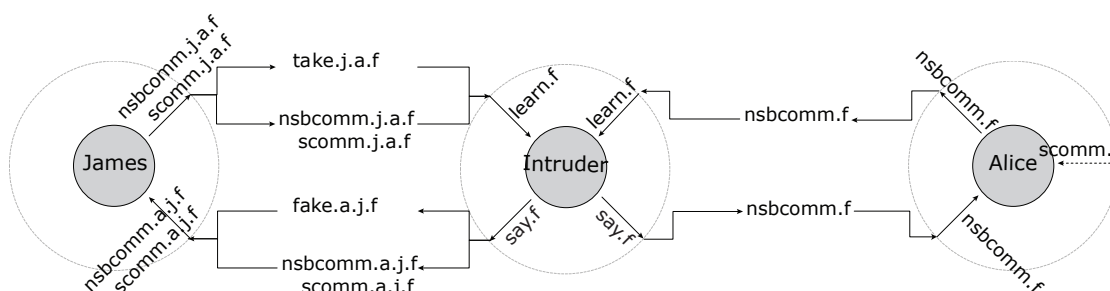 nsbcomm.j.a.f
scomm.j.a.f
take.j.a.f
nsbcomm.j.a.f
scomm.j.a.f
learn.f
learn.f
nsbcomm.f
nsbcomm.f
James
Intruder
Alice
scomm.
nsbcomm.a.j.f
scomm.a.j.f
fake.a.j.f
nsbcomm.a.j.f
scomm.a.j.f
say.f
say.f
nsbcomm.f
nsbcomm.f